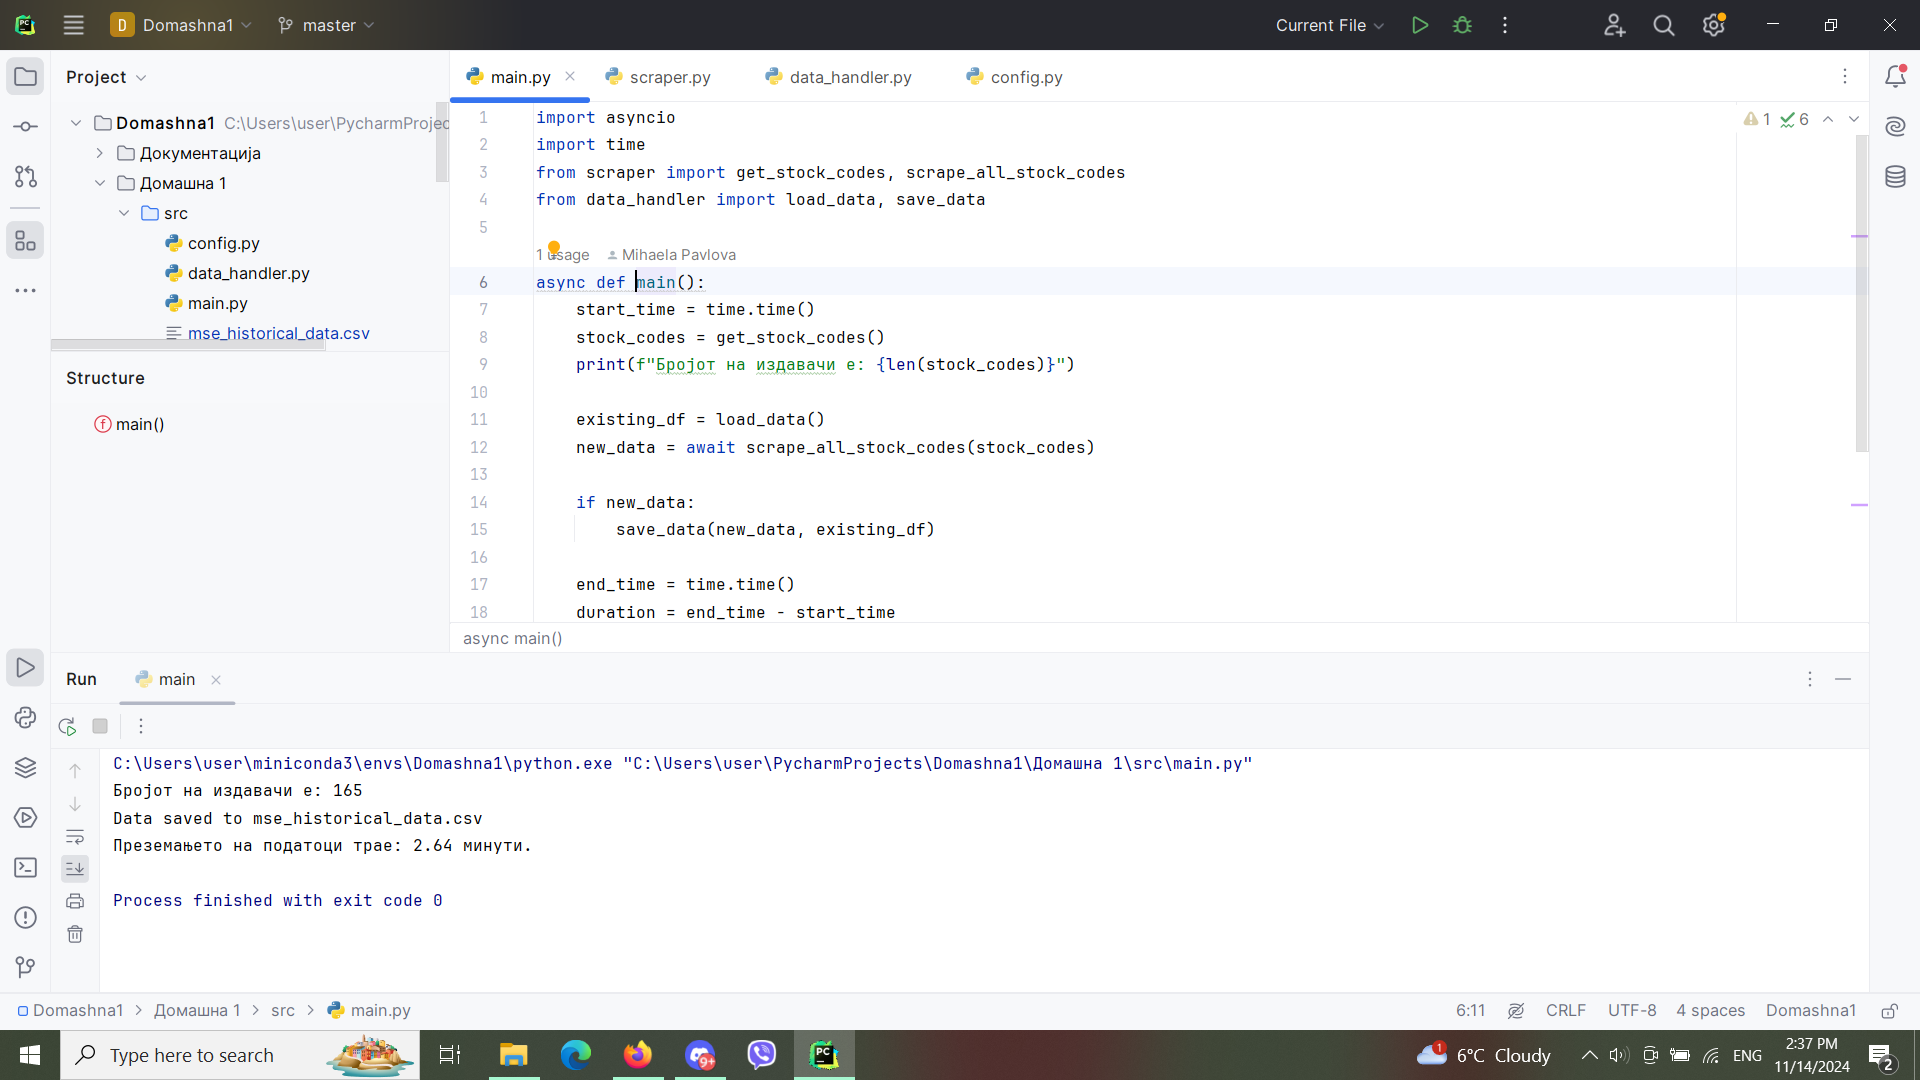 D Domashna1 master Current File
Project
Domashna1 C:\Users\user\PycharmProjec
Документација
Домашна 1
src
config.py
data_handler.py
main.py
mse_historical_data.csv
Structure
main()
main.py scraper.py data_handler.py config.py
1 6
1 import asyncio
2 import time
3 from scraper import get_stock_codes, scrape_all_stock_codes
4 from data_handler import load_data, save_data
5
1 usage Mihaela Pavlova
6 async def main():
7 start_time = time.time()
8 stock_codes = get_stock_codes()
9 print(f"Бројот на издавачи е: {len(stock_codes)}")
10
11 existing_df = load_data()
12 new_data = await scrape_all_stock_codes(stock_codes)
13
14 if new_data:
15 save_data(new_data, existing_df)
16
17 end_time = time.time()
18 duration = end_time - start_time
async main()
Run main
C:\Users\user\miniconda3\envs\Domashna1\python.exe "C:\Users\user\PycharmProjects\Domashna1\Домашна 1\src\main.py"
Бројот на издавачи е: 165
Data saved to mse_historical_data.csv
Преземањето на податоци трае: 2.64 минути.
Process finished with exit code 0
Domashna1 > Домашна 1 > src > main.py 6:11 CRLF UTF-8 4 spaces Domashna1
Type here to search PC 9+ 1 6°C Cloudy ENG 2:37 PM
11/14/2024 2